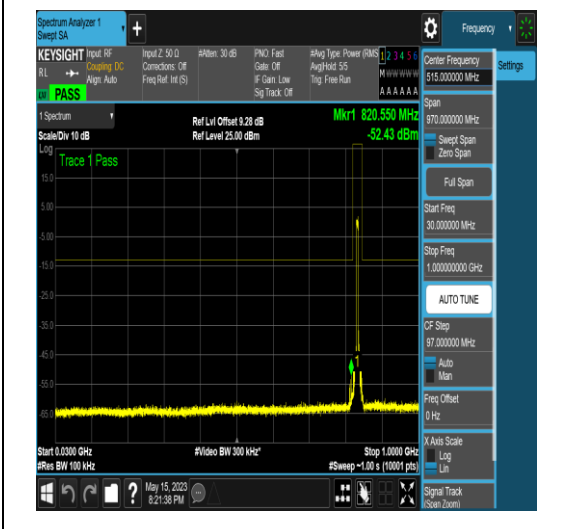 Spectrum Analyzer 1
Swept SA
+
Frequency
KEYSIGHT
RL
Input: RF
Coupling: DC
Align: Auto
Input Z: 50 Ω
Corrections: Off
Freq Ref: Int (S)
#Atten: 30 dB
PNO: Fast
Gate: Off
IF Gain: Low
Sig Track: Off
#Avg Type: Power (RMS
Avg|Hold: 5/5
Trig: Free Run
1 2 3 4 5 6
M W W W W W
A A A A A A
PASS
1 Spectrum
Scale/Div 10 dB
Ref Lvl Offset 9.28 dB
Ref Level 25.00 dBm
Mkr1 820.550 MHz
-52.43 dBm
Log
Trace 1 Pass
15.0
5.00
-5.00
-15.0
-25.0
-35.0
-45.0
-55.0
-65.0
1
Start 0.0300 GHz
#Res BW 100 kHz
#Video BW 300 kHz*
Stop 1.0000 GHz
#Sweep ~1.00 s (10001 pts)
?
May 15, 2023
8:21:38 PM
Center Frequency
515.000000 MHz
Settings
Span
970.000000 MHz
Swept Span
Zero Span
Full Span
Start Freq
30.000000 MHz
Stop Freq
1.000000000 GHz
AUTO TUNE
CF Step
97.000000 MHz
Auto
Man
Freq Offset
0 Hz
X Axis Scale
Log
Lin
Signal Track
(Span Zoom)